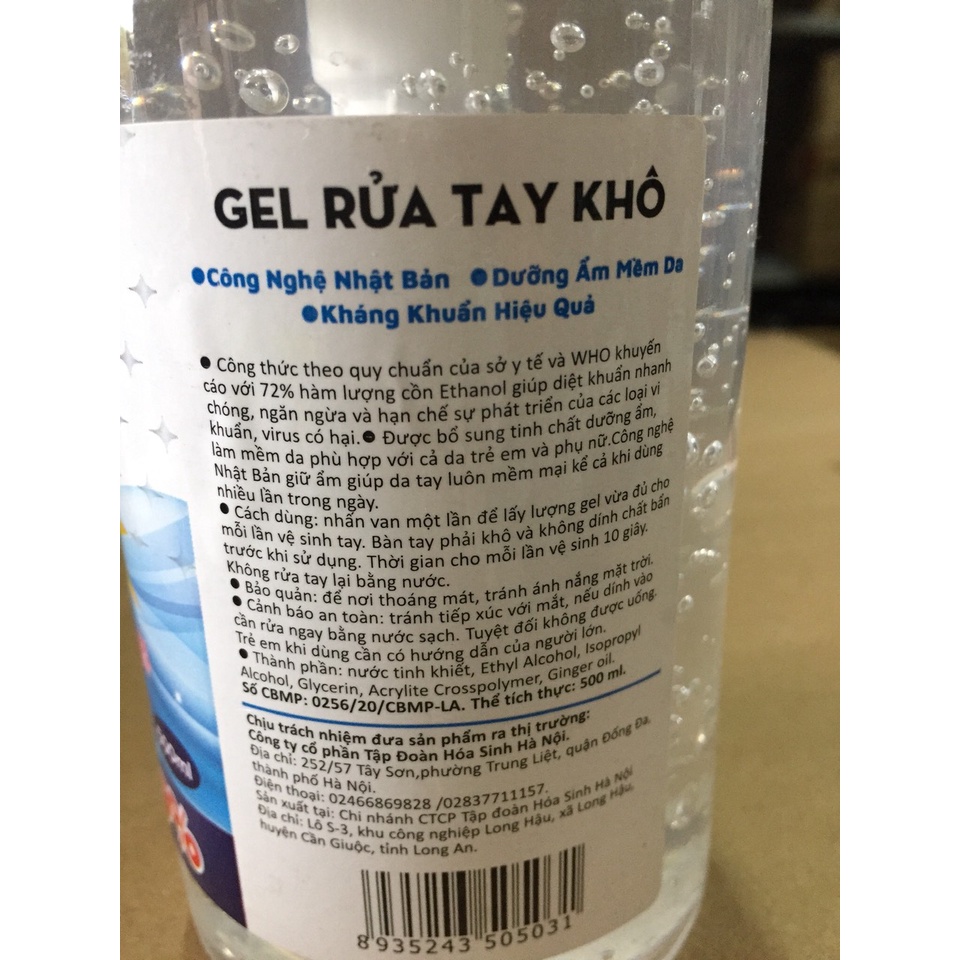 GEL RỬA TAY KHÔ
●Công Nghệ Nhật Bản ●Dưỡng Ẩm Mềm Da
●Kháng Khuẩn Hiệu Quả
● Công thức theo quy chuẩn của sở y tế và WHO khuyến
cáo với 72% hàm lượng cồn Ethanol giúp diệt khuẩn nhanh
chóng, ngăn ngừa và hạn chế sự phát triển của các loại vi
khuẩn, virus có hại.● Được bổ sung tinh chất dưỡng ẩm,
làm mềm da phù hợp với cả da trẻ em và phụ nữ.Công nghệ
Nhật Bản giữ ẩm giúp da tay luôn mềm mại kể cả khi dùng
nhiều lần trong ngày.
● Cách dùng: nhấn van một lần để lấy lượng gel vừa đủ cho
mỗi lần vệ sinh tay. Bàn tay phải khô và không dính chất bẩn
trước khi sử dụng. Thời gian cho mỗi lần vệ sinh 10 giây.
Không rửa tay lại bằng nước.
● Bảo quản: để nơi thoáng mát, tránh ánh nắng mặt trời.
● Cảnh báo an toàn: tránh tiếp xúc với mắt, nếu dính vào
cần rửa ngay bằng nước sạch. Tuyệt đối không được uống.
Trẻ em khi dùng cần có hướng dẫn của người lớn.
● Thành phần: nước tinh khiết, Ethyl Alcohol, Isopropyl
Alcohol, Glycerin, Acrylite Crosspolymer, Ginger oil.
Số CBMP: 0256/20/CBMP-LA. Thể tích thực: 500 ml.
Chịu trách nhiệm đưa sản phẩm ra thị trường:
Công ty cổ phần Tập Đoàn Hóa Sinh Hà Nội.
Địa chỉ: 252/57 Tây Sơn,phường Trung Liệt, quận Đống Đa.
thành phố Hà Nội.
Điện thoại: 02466869828 /02837711157.
Sản xuất tại: Chi nhánh CTCP Tập đoàn Hóa Sinh Hà Nội
Địa chỉ: Lô S-3, khu công nghiệp Long Hậu, xã Long Hậu,
huyện Cần Giuộc, tỉnh Long An.
8 935243 505031